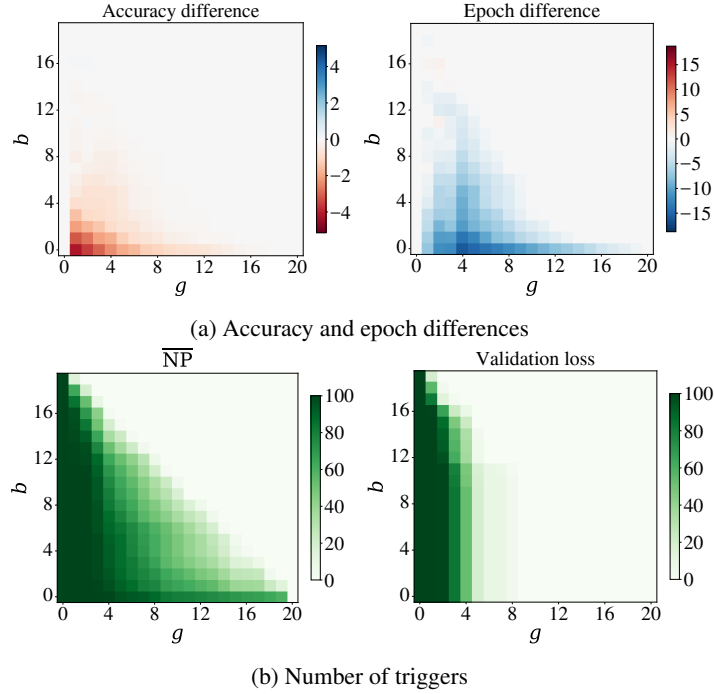 Accuracy difference
Epoch difference
16
12
8
4
0
b
0 4 8 12 16 20
g
4
2
0
−2
−4
16
12
8
4
0
b
0 4 8 12 16 20
g
15
10
5
0
−5
−10
−15
(a) Accuracy and epoch differences
NP
Validation loss
16
12
8
4
0
b
0 4 8 12 16 20
g
100
80
60
40
20
0
16
12
8
4
0
b
0 4 8 12 16 20
g
100
80
60
40
20
0
(b) Number of triggers